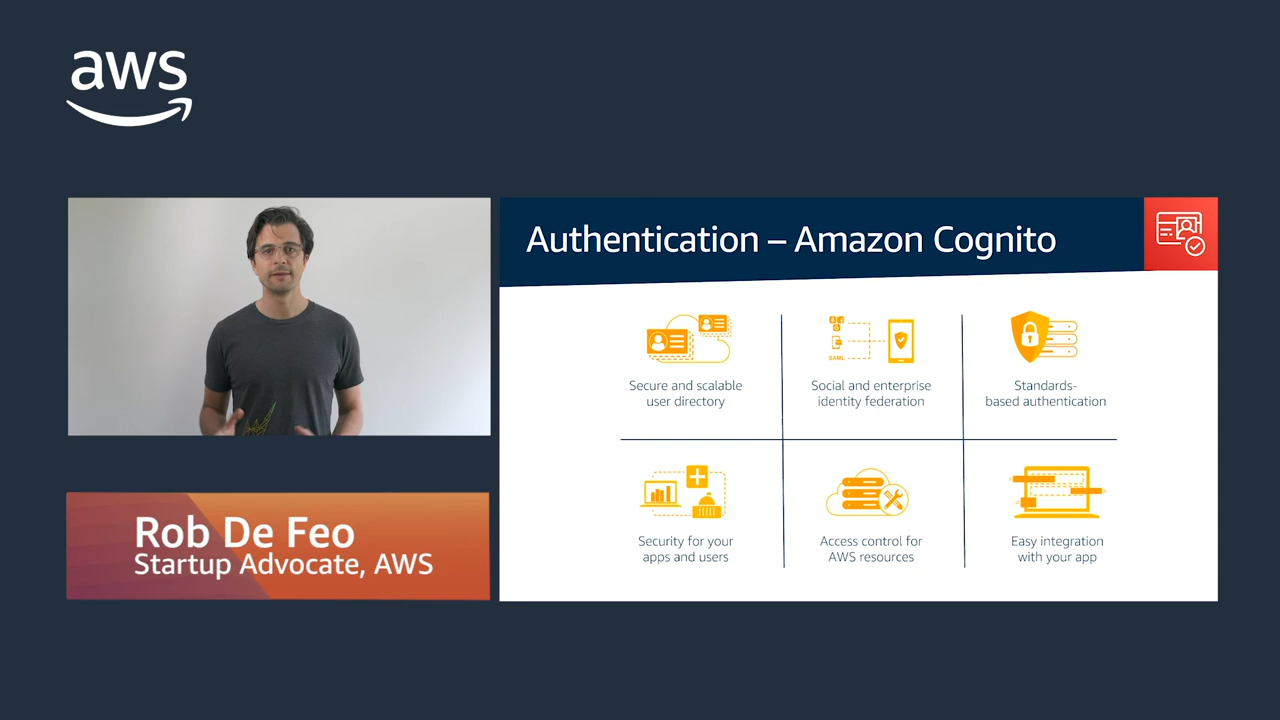 aws
Authentication – Amazon Cognito
SAML
Secure and scalable
user directory
Social and enterprise
identity federation
Standards-
based authentication
Security for your
apps and users
Access control for
AWS resources
Easy integration
with your app
Rob De Feo
Startup Advocate, AWS